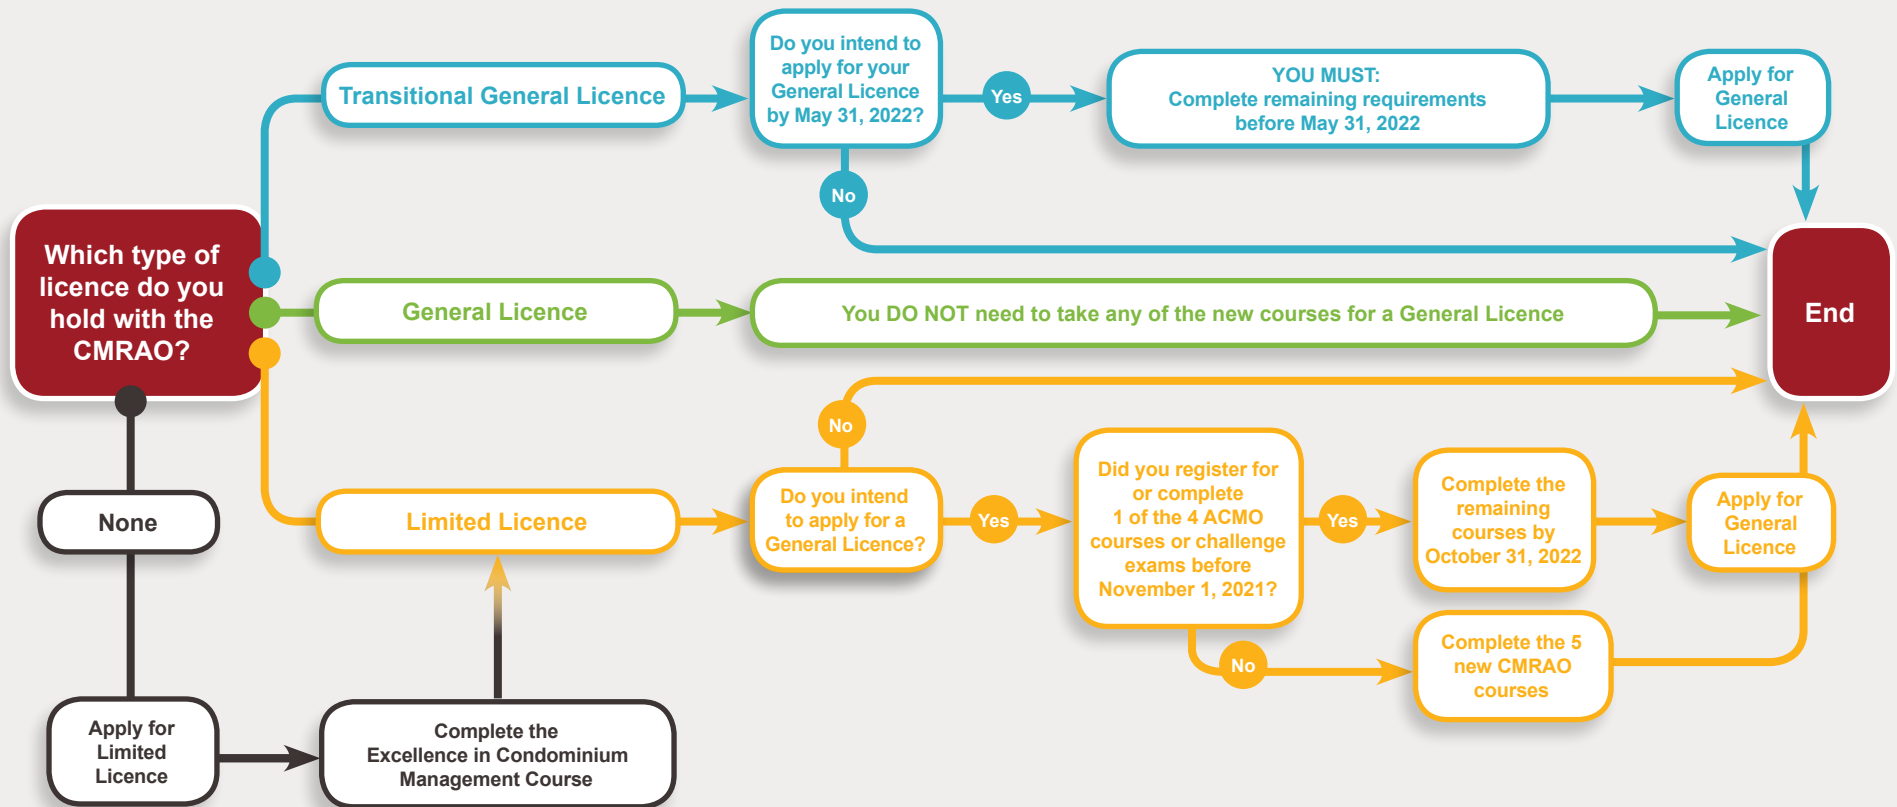 Which type of
licence do you
hold with the
CMRAO?
Transitional General Licence
Do you intend to
apply for your
General Licence
by May 31, 2022?
Yes
YOU MUST:
Complete remaining requirements
before May 31, 2022
Apply for
General
Licence
No
General Licence
You DO NOT need to take any of the new courses for a General Licence
End
Limited Licence
Do you intend
to apply for a
General Licence?
No
Yes
Did you register for
or complete
1 of the 4 ACMO
courses or challenge
exams before
November 1, 2021?
Yes
Complete the
remaining
courses by
October 31, 2022
Apply for
General
Licence
No
Complete the 5
new CMRAO
courses
None
Apply for
Limited
Licence
Complete the
Excellence in Condominium
Management Course